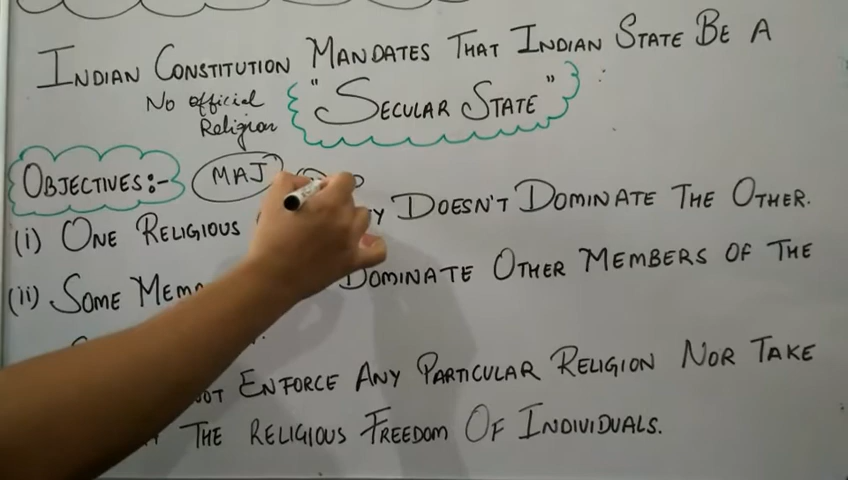 INDIAN CONSTITUTION MANDATES THAT INDIAN STATE BE A
No official "SECULAR STATE"
Religion
OBJECTIVES:- MAJ
(i) ONE RELIGIOUS DOESN'T DOMINATE THE OTHER.
(ii) SOME DOMINATE OTHER MEMBERS OF THE
ENFORCE ANY PARTICULAR RELIGION NOR TAKE
THE RELIGIOUS FREEDOM OF INDIVIDUALS.